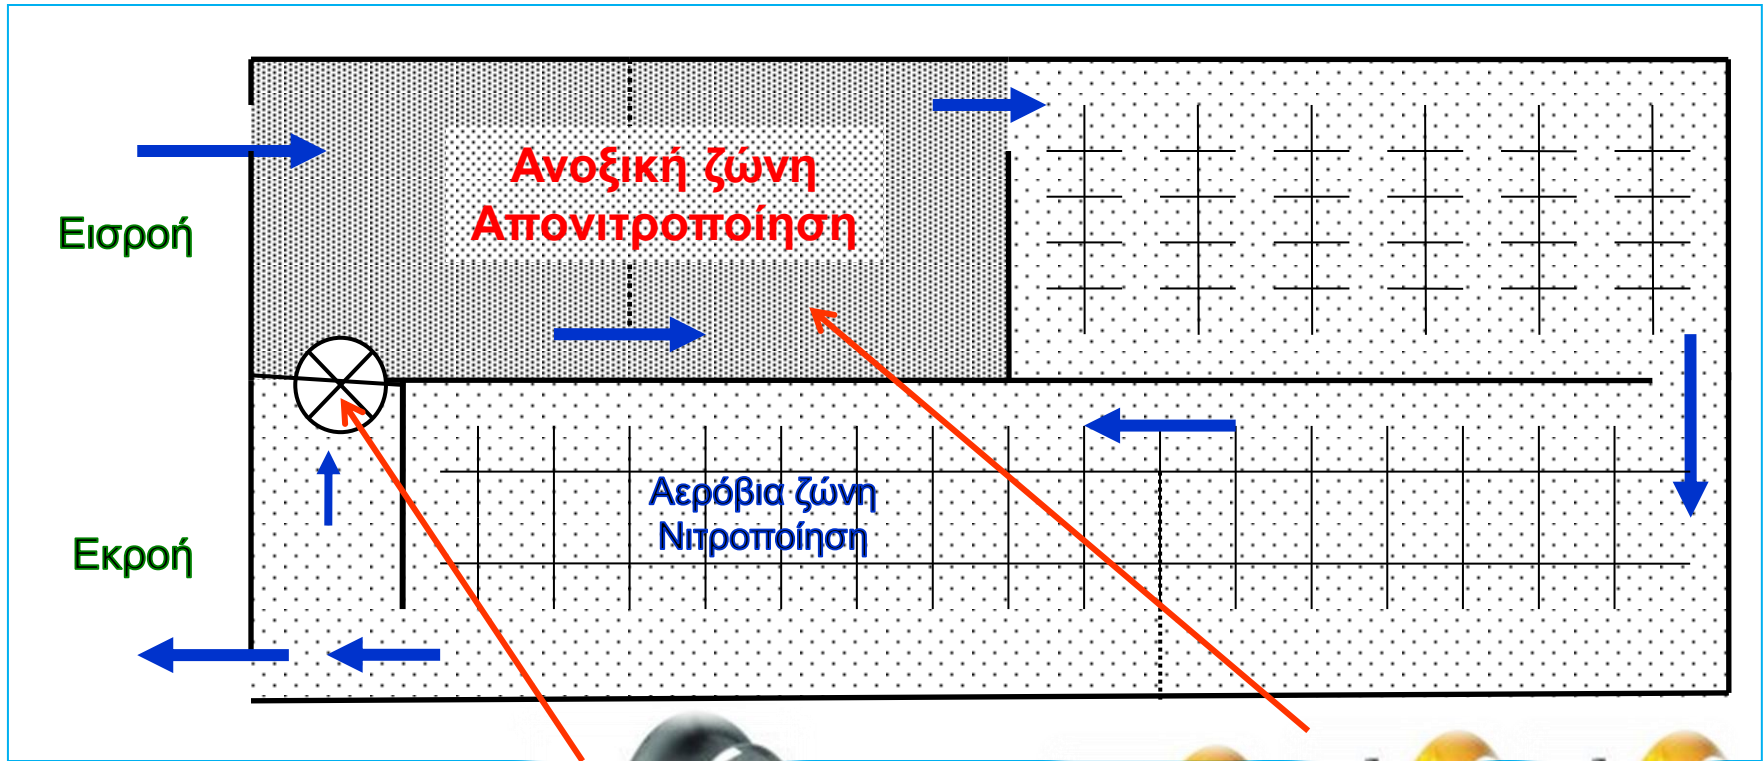 Ανοξική ζώνη
Απονιτροποίηση
Εισροή
Αερόβια ζώνη
Νιτροποίηση
Εκροή